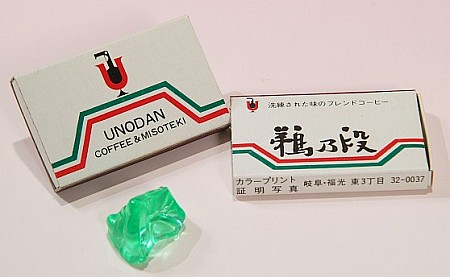 UNODAN
COFFEE & MISOTEKI
洗練された味のブレンドコーヒー
鵜乃段
カラープリント
証明写真
岐阜・福光 東3丁目 32-0037